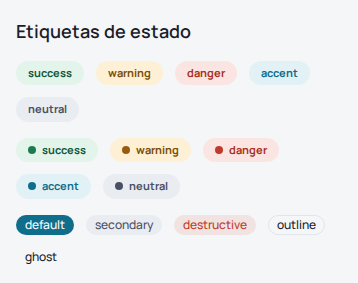 Etiquetas de estado
success warning danger accent
neutral
success warning danger
accent neutral
default secondary destructive outline
ghost